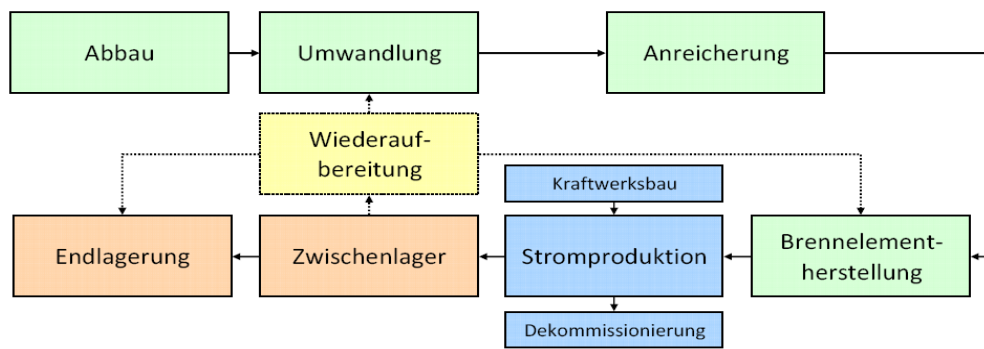 Abbau
Umwandlung
Anreicherung
Wiederauf-
bereitung
Kraftwerksbau
Endlagerung
Zwischenlager
Stromproduktion
Brennelement-
herstellung
Dekommissionierung